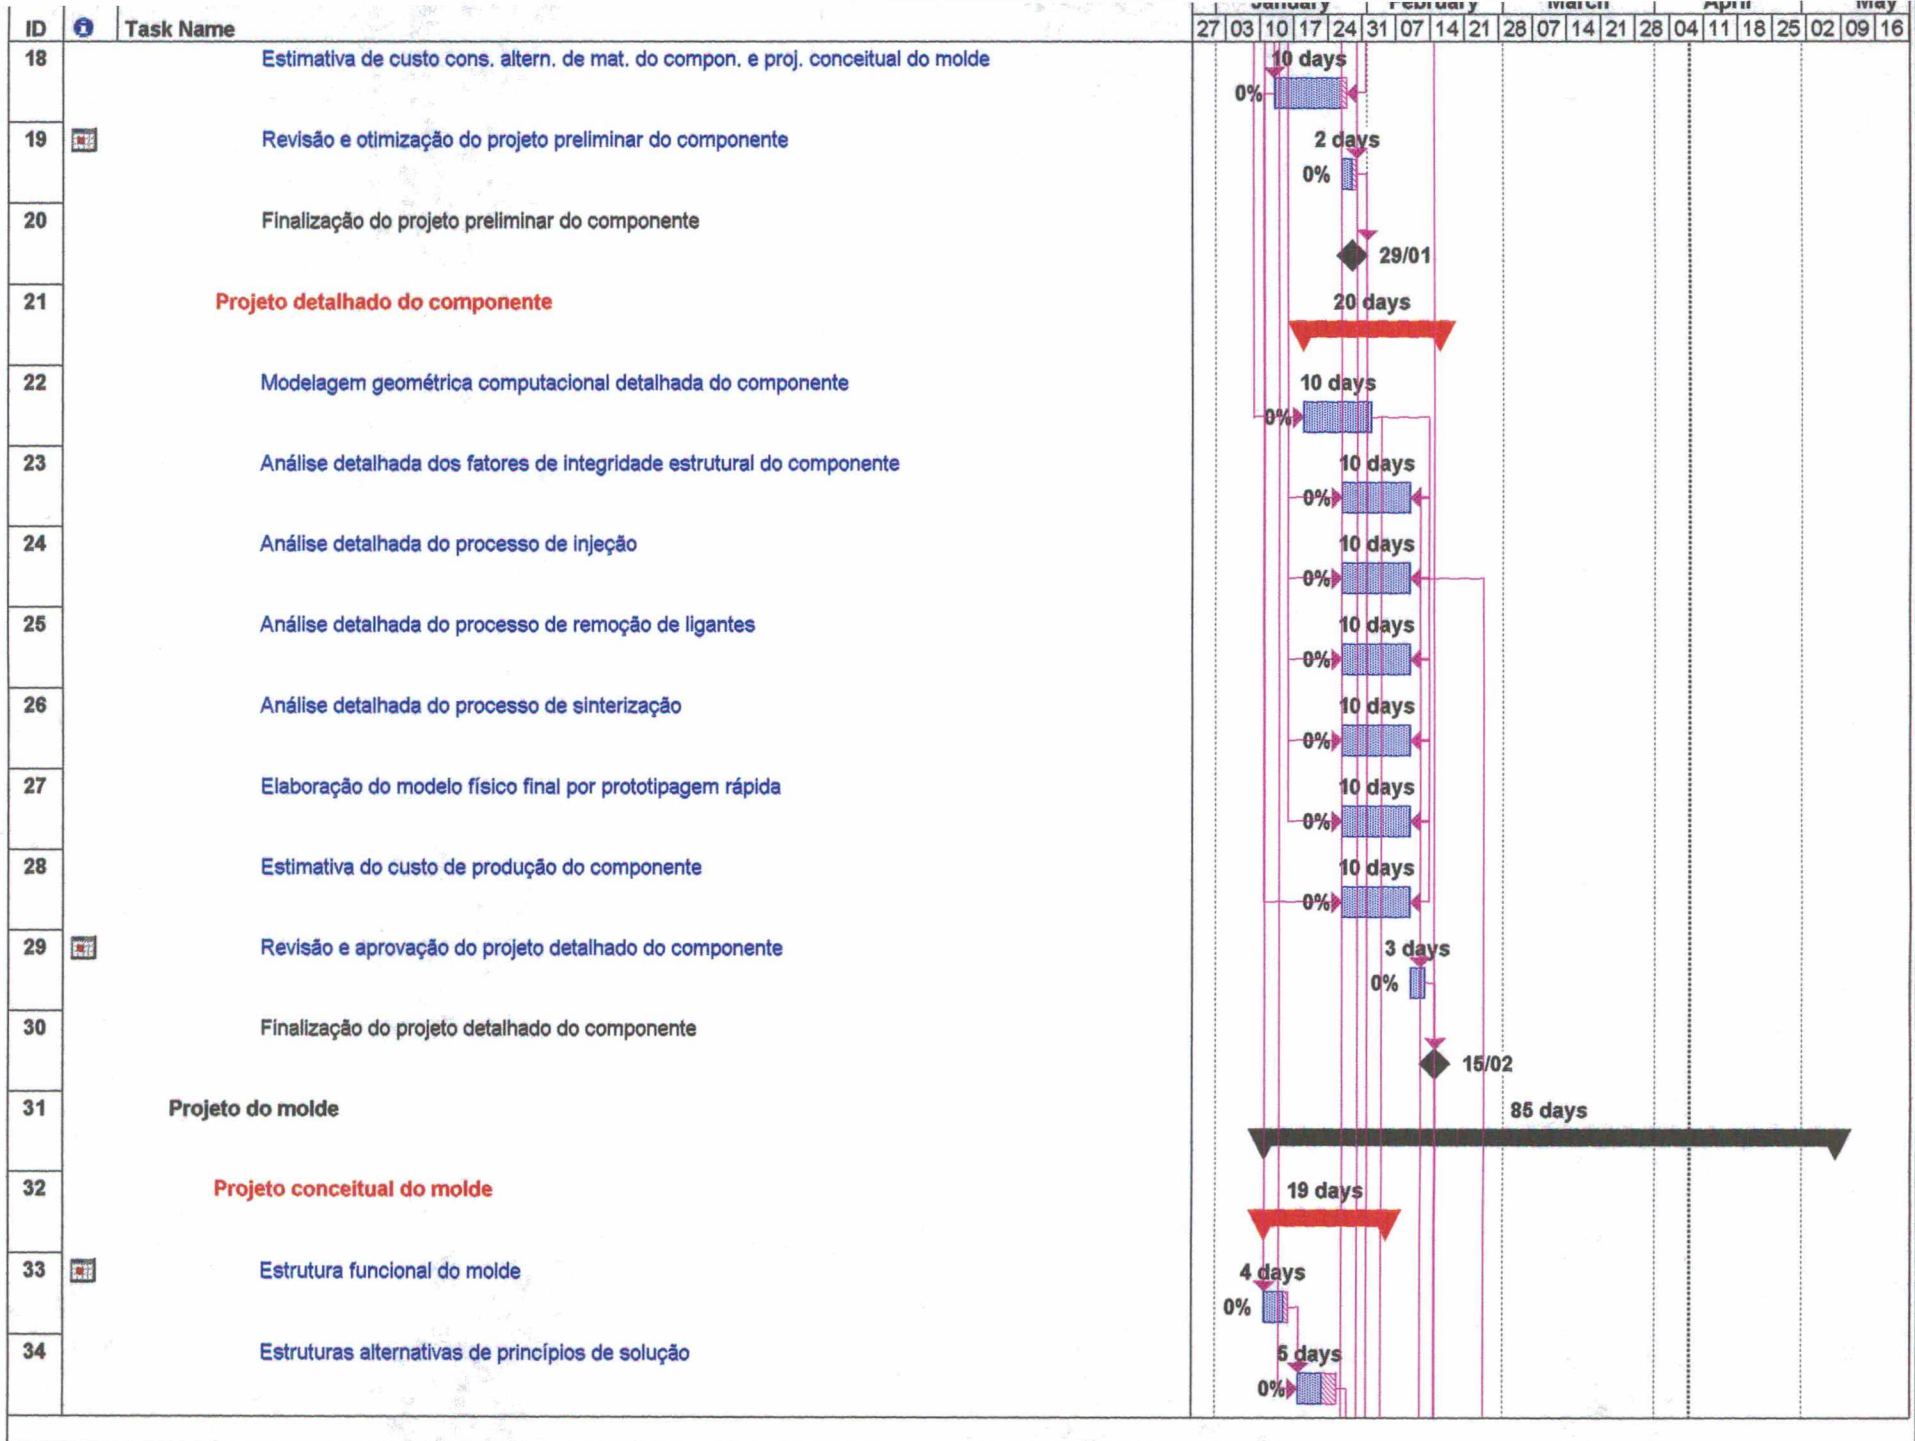 January February March April May
ID Task Name 27 03 10 17 24 31 07 14 21 28 07 14 21 28 04 11 18 25 02 09 16
18 Estimativa de custo cons. altern. de mat. do compon. e proj. conceitual do molde 10 days
0%
19 Revisão e otimização do projeto preliminar do componente 2 days
0%
20 Finalização do projeto preliminar do componente
29/01
21 Projeto detalhado do componente 20 days
22 Modelagem geométrica computacional detalhada do componente 10 days
0%
23 Análise detalhada dos fatores de integridade estrutural do componente 10 days
0%
24 Análise detalhada do processo de injeção 10 days
0%
25 Análise detalhada do processo de remoção de ligantes 10 days
0%
26 Análise detalhada do processo de sinterização 10 days
0%
27 Elaboração do modelo físico final por prototipagem rápida 10 days
0%
28 Estimativa do custo de produção do componente 10 days
0%
29 Revisão e aprovação do projeto detalhado do componente 3 days
0%
30 Finalização do projeto detalhado do componente
15/02
31 Projeto do molde 85 days
32 Projeto conceitual do molde 19 days
33 Estrutura funcional do molde 4 days
0%
34 Estruturas alternativas de princípios de solução 5 days
0%